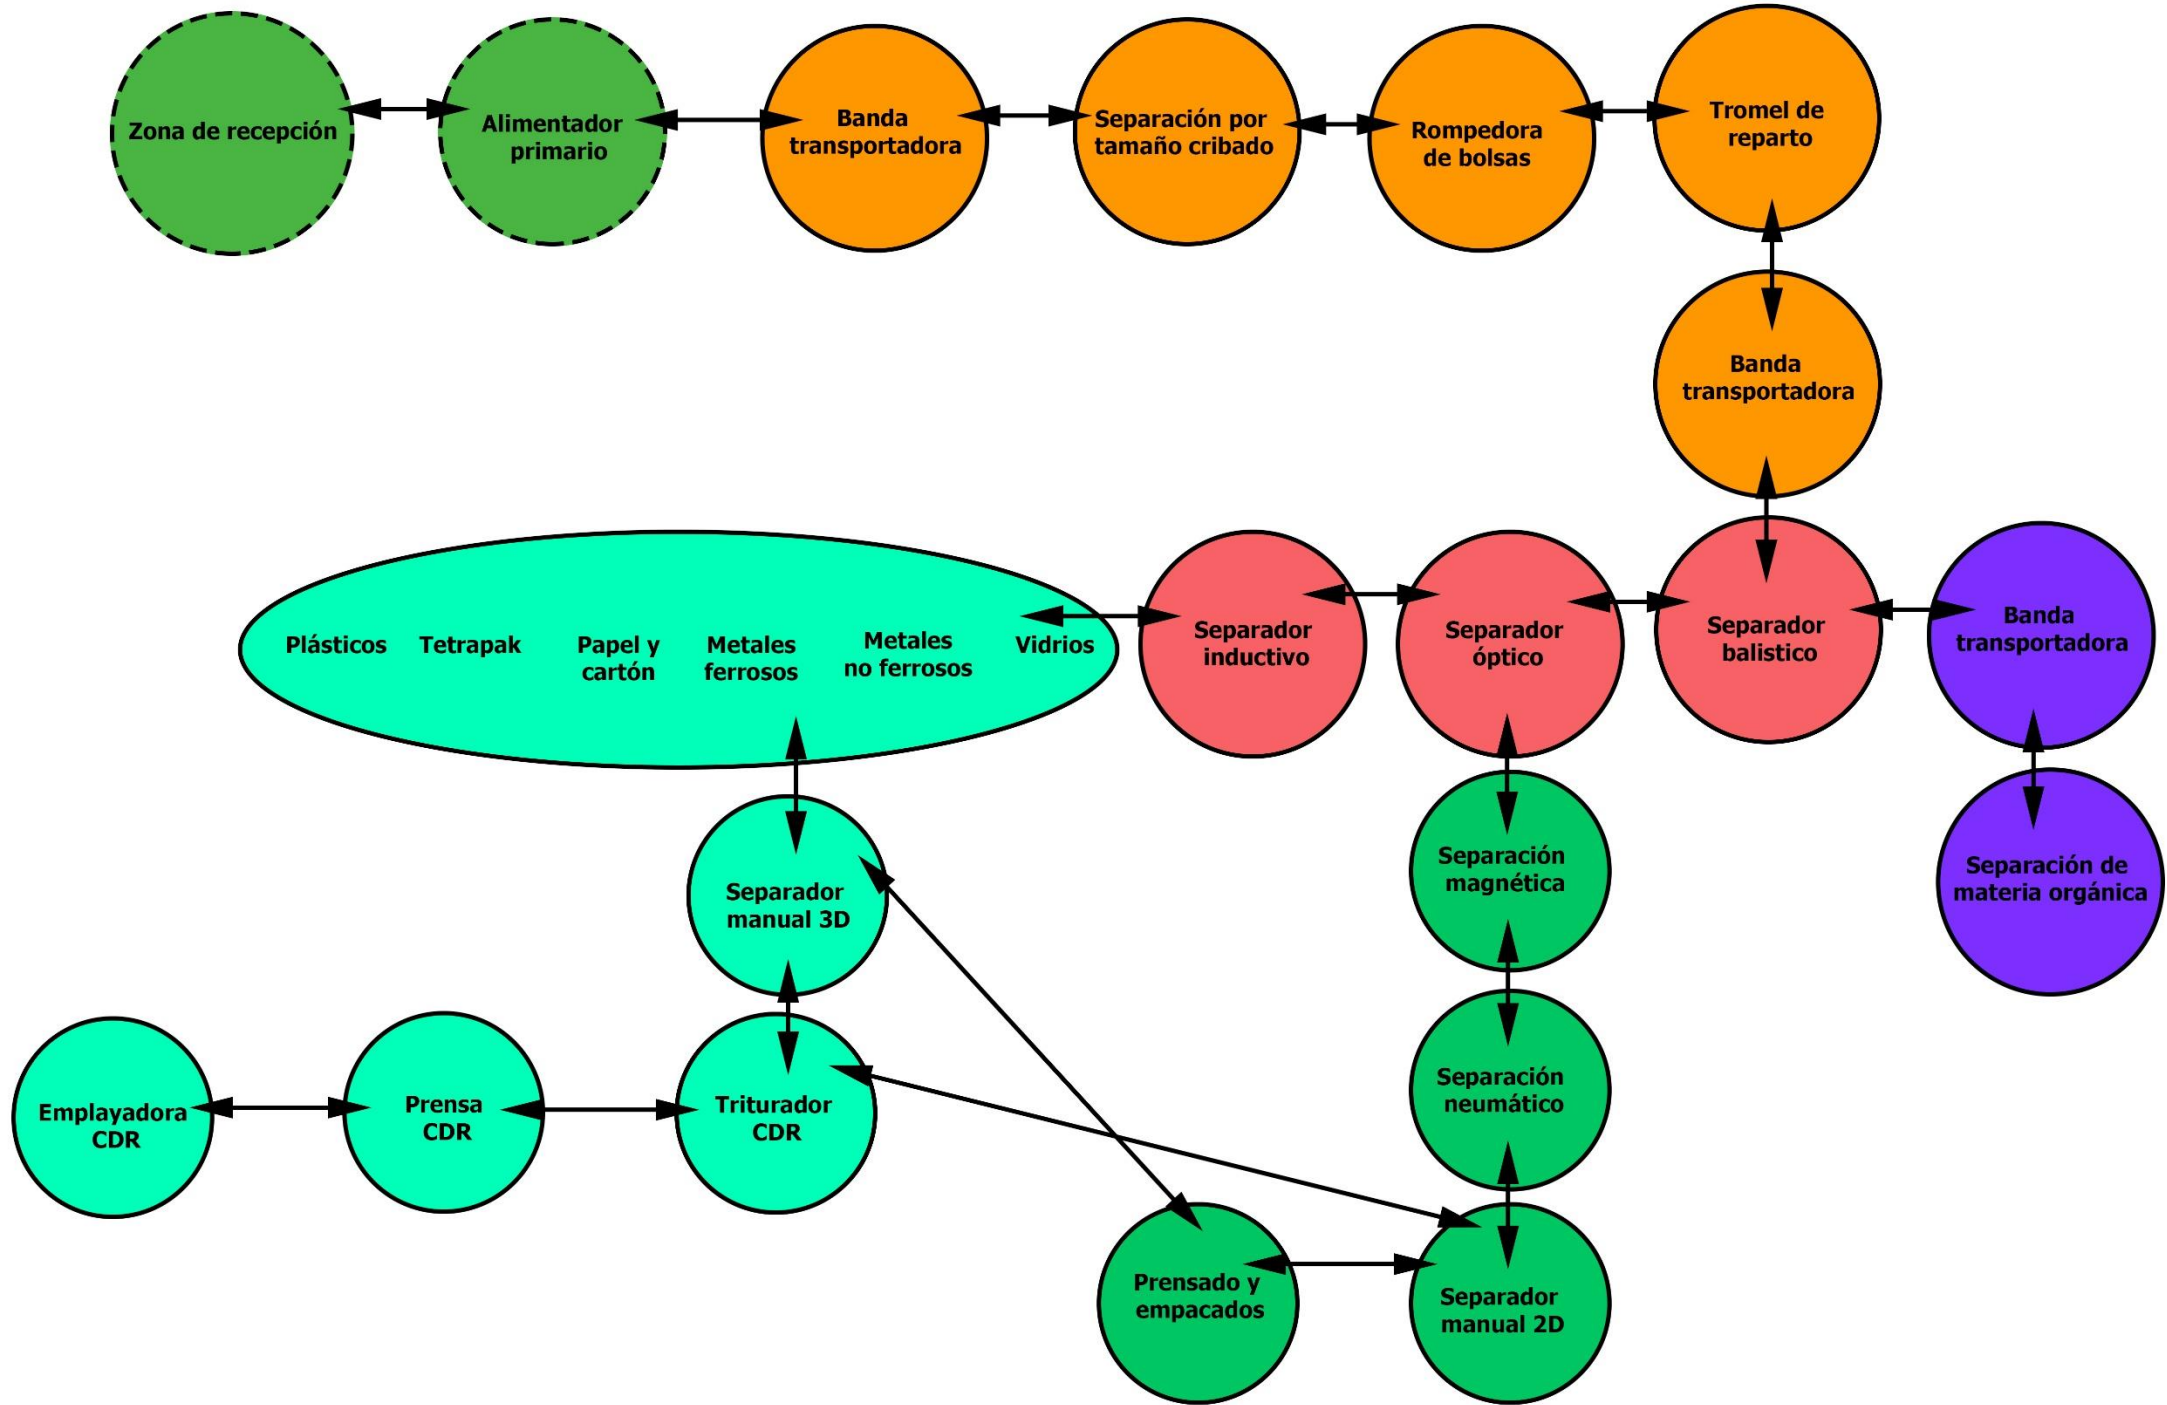 Zona de recepción
Alimentador
primario
Banda
transportadora
Separación por
tamaño cribado
Rompedora
de bolsas
Tromel de
reparto
Banda
transportadora
Plásticos
Tetrapak
Papel y
cartón
Metales
ferrosos
Metales
no ferrosos
Vidrios
Separador
inductivo
Separador
óptico
Separador
balistico
Banda
transportadora
Separador
manual 3D
Separación
magnética
Separación de
materia orgánica
Emplayadora
CDR
Prensa
CDR
Triturador
CDR
Separación
neumático
Prensado y
empacados
Separador
manual 2D